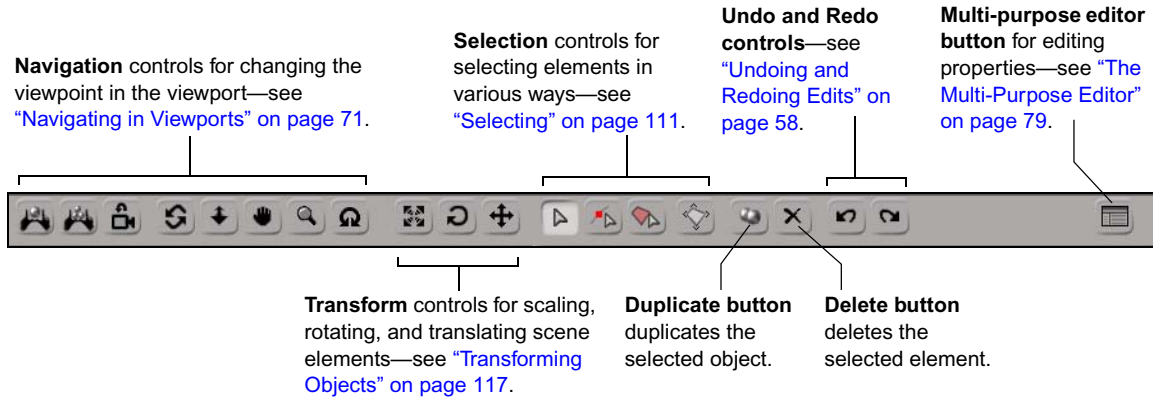 Navigation controls for changing the
viewpoint in the viewport—see
“Navigating in Viewports” on page 71.
Selection controls for
selecting elements in
various ways—see
“Selecting” on page 111.
Undo and Redo
controls—see
“Undoing and
Redoing Edits” on
page 58.
Multi-purpose editor
button for editing
properties—see “The
Multi-Purpose Editor”
on page 79.
Transform controls for scaling,
rotating, and translating scene
elements—see “Transforming
Objects” on page 117.
Duplicate button
duplicates the
selected object.
Delete button
deletes the
selected element.